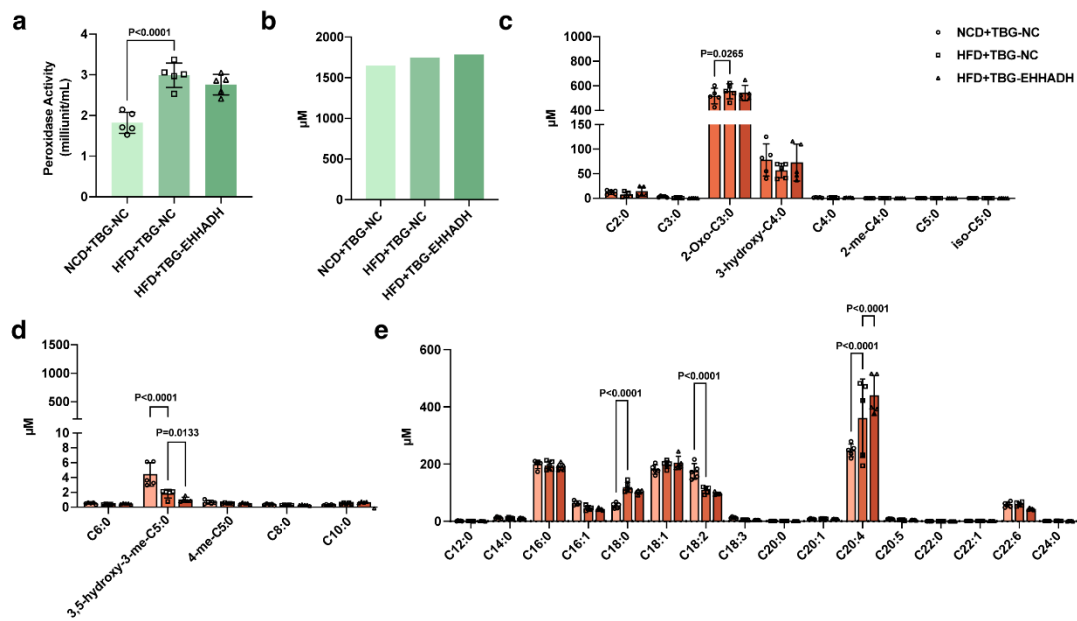 a
Peroxidase Activity
(milliunit/mL)
4
3
2
1
0
P<0.0001
NCD+TBG-NC
HFD+TBG-NC
HFD+TBG-EHHADH
b
µM
2000
1500
1000
500
0
NCD+TBG-NC
HFD+TBG-NC
HFD+TBG-EHHADH
c
µM
1000
800
600
400
150
100
50
0
P=0.0265
C2:0
C3:0
2-Oxo-C3:0
3-hydroxy-C4:0
C4:0
2-me-C4:0
C5:0
iso-C5:0
NCD+TBG-NC
HFD+TBG-NC
HFD+TBG-EHHADH
d
µM
1500
1000
500
6
4
2
0
P<0.0001
P=0.0133
C6:0
3,5-hydroxy-3-me-C5:0
4-me-C50
C8:0
C10:0
e
µM
600
400
200
0
P<0.0001
P<0.0001
P<0.0001
P<0.0001
C12:0
C14:0
C16:0
C16:1
C18:0
C18:1
C18:2
C18:3
C20:0
C20:1
C20:4
C20:5
C22:0
C22:1
C22:6
C24:0